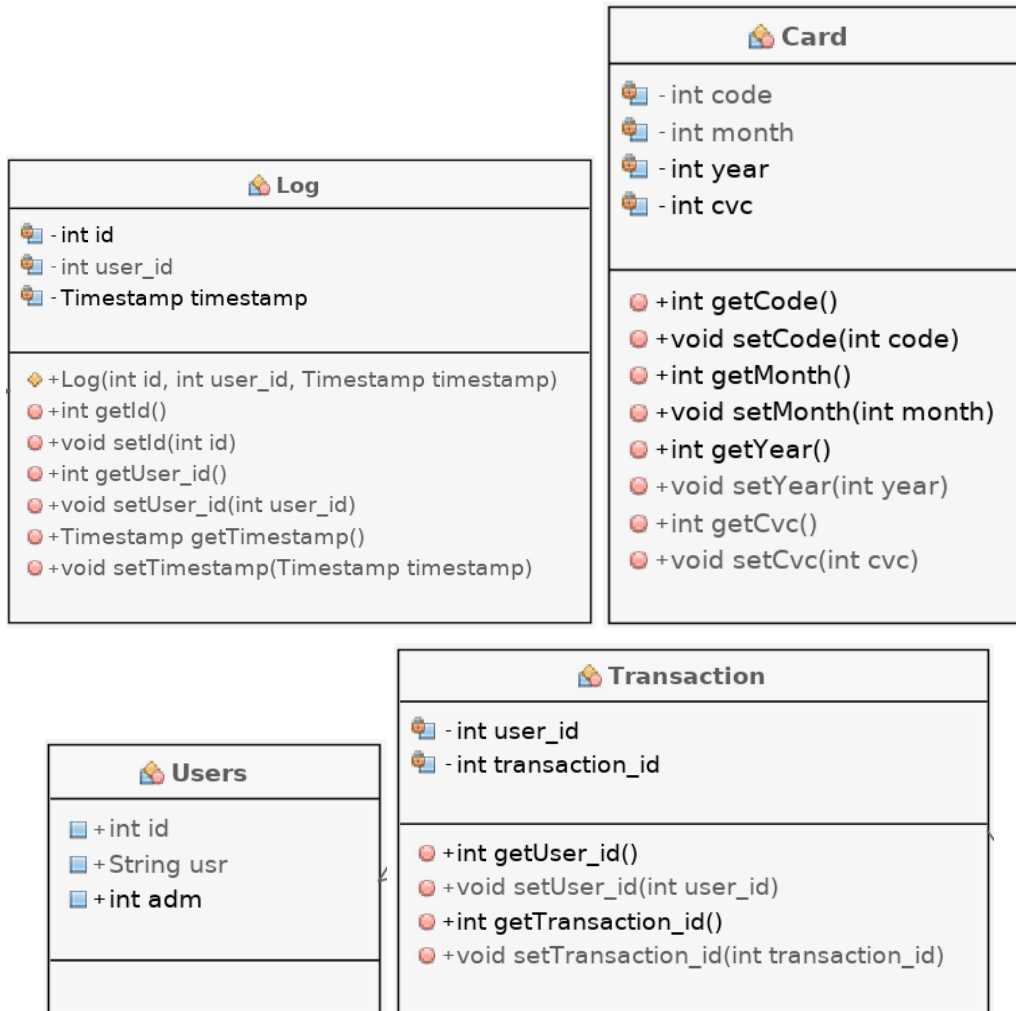 Log
- int id
- int user_id
- Timestamp timestamp
+Log(int id, int user_id, Timestamp timestamp)
+int getId()
+void setId(int id)
+int getUser_id()
+void setUser_id(int user_id)
+Timestamp getTimestamp()
+void setTimestamp(Timestamp timestamp)
Card
- int code
- int month
- int year
- int cvc
+int getCode()
+void setCode(int code)
+int getMonth()
+void setMonth(int month)
+int getYear()
+void setYear(int year)
+int getCvc()
+void setCvc(int cvc)
Users
+int id
+String usr
+int adm
Transaction
- int user_id
- int transaction_id
+int getUser_id()
+void setUser_id(int user_id)
+int getTransaction_id()
+void setTransaction_id(int transaction_id)